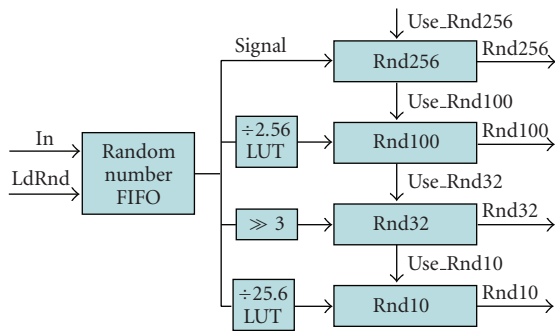 Use_Rnd256
Signal
Rnd256
Rnd256
Use_Rnd100
÷2.56
LUT
Rnd100
Rnd100
In
LdRnd
Random
number
FIFO
Use_Rnd32
≫ 3
Rnd32
Rnd32
Use_Rnd10
÷25.6
LUT
Rnd10
Rnd10